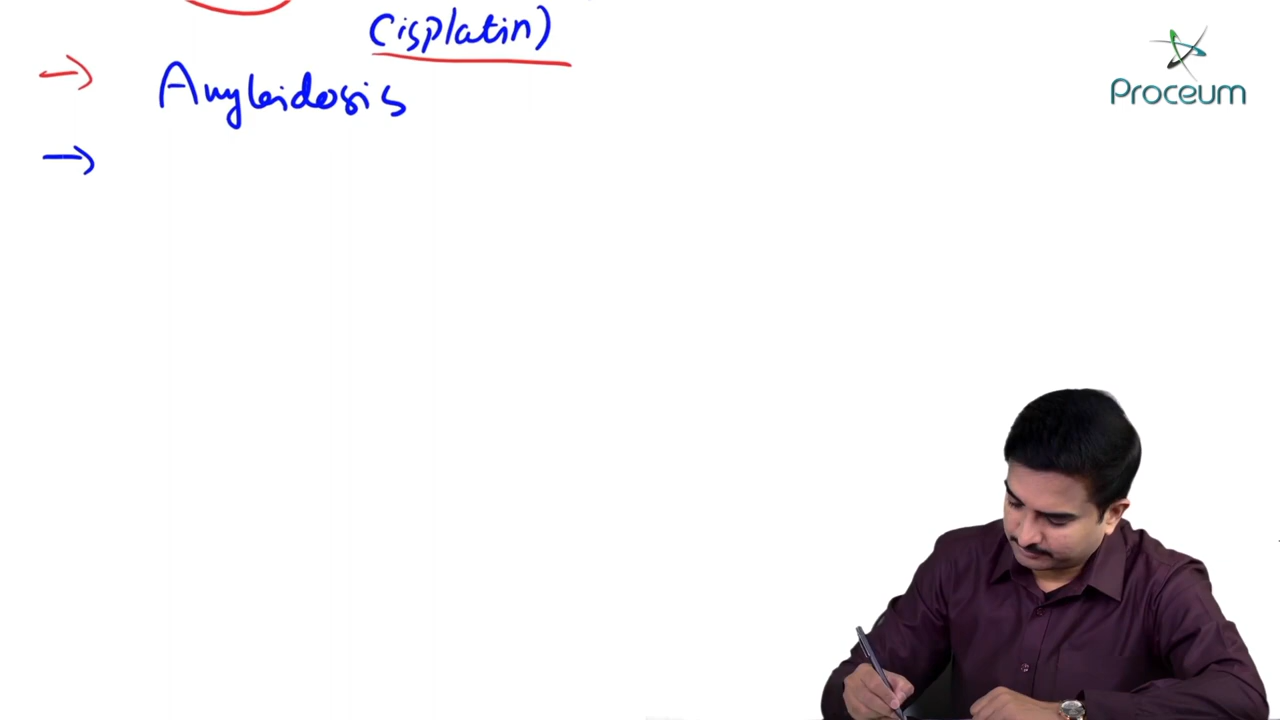 Cisplatin)
→ Amyloidosis
→
Proceum